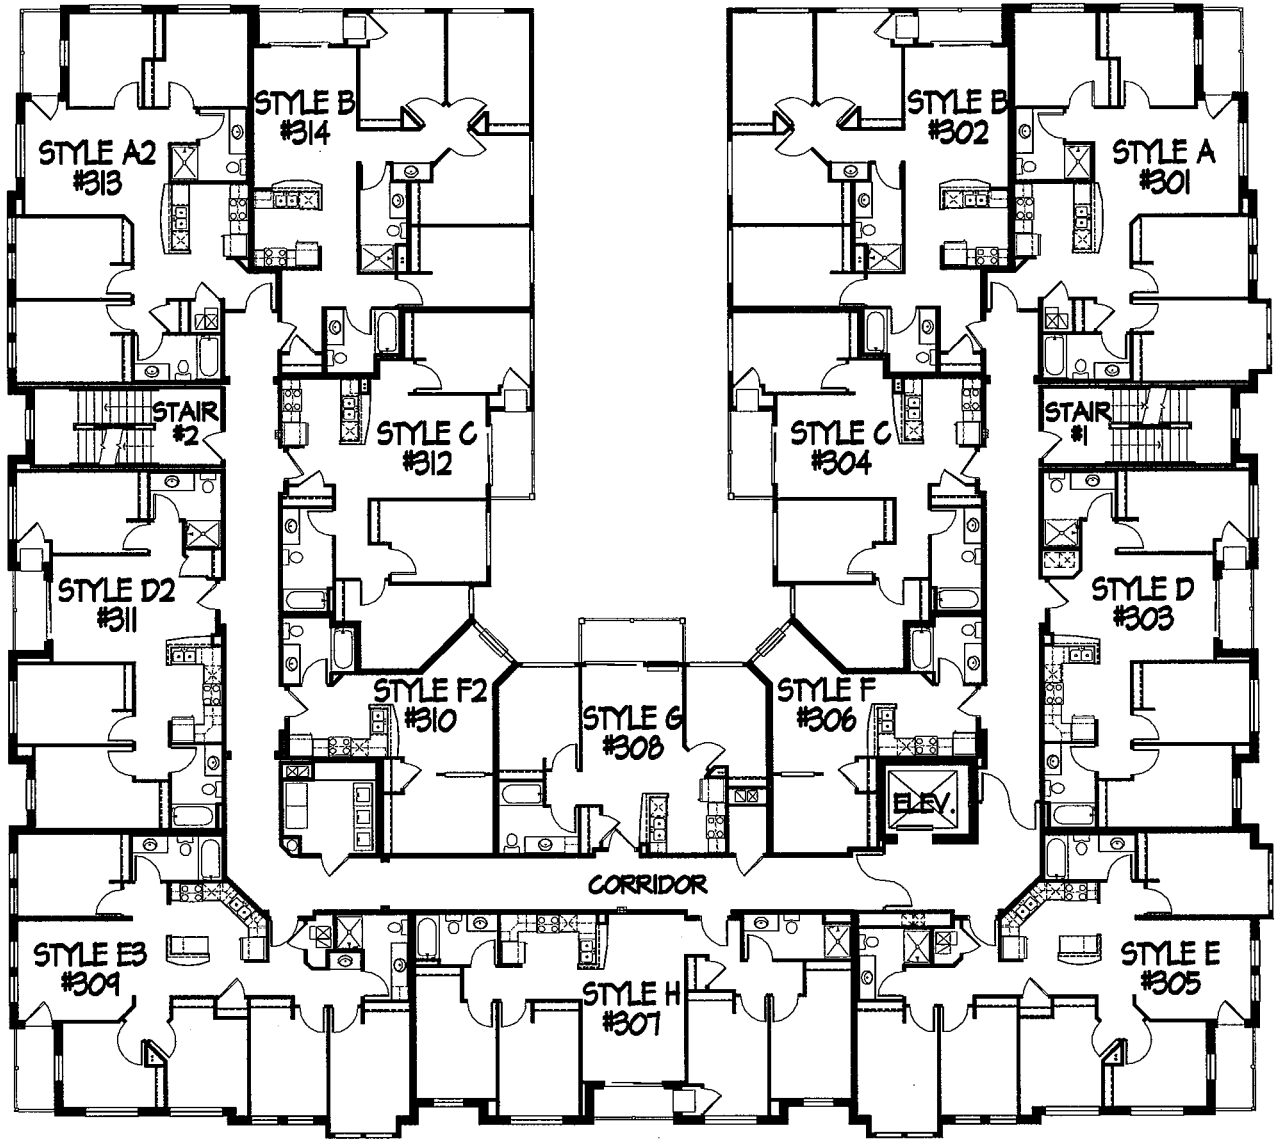 STYLE B
#314
STYLE B
#302
STYLE A2
#313
STYLE A
#301
STAIR
#2
STYLE C
#312
STYLE C
#304
STAIR
#1
STYLE D2
#311
STYLE D
#303
STYLE F2
#310
STYLE G
#308
STYLE F
#306
ELEV.
CORRIDOR
STYLE E3
#309
STYLE H
#307
STYLE E
#305